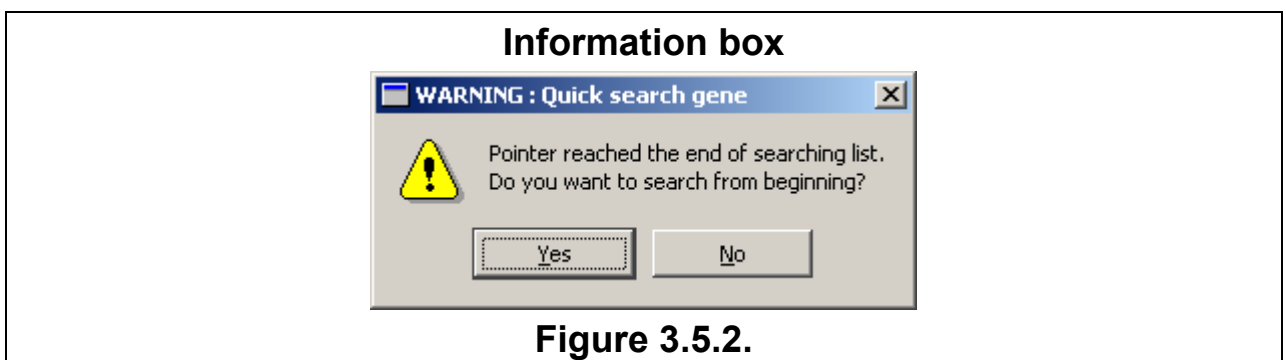 Information box
WARNING : Quick search gene
Pointer reached the end of searching list.
Do you want to search from beginning?
Yes No
Figure 3.5.2.